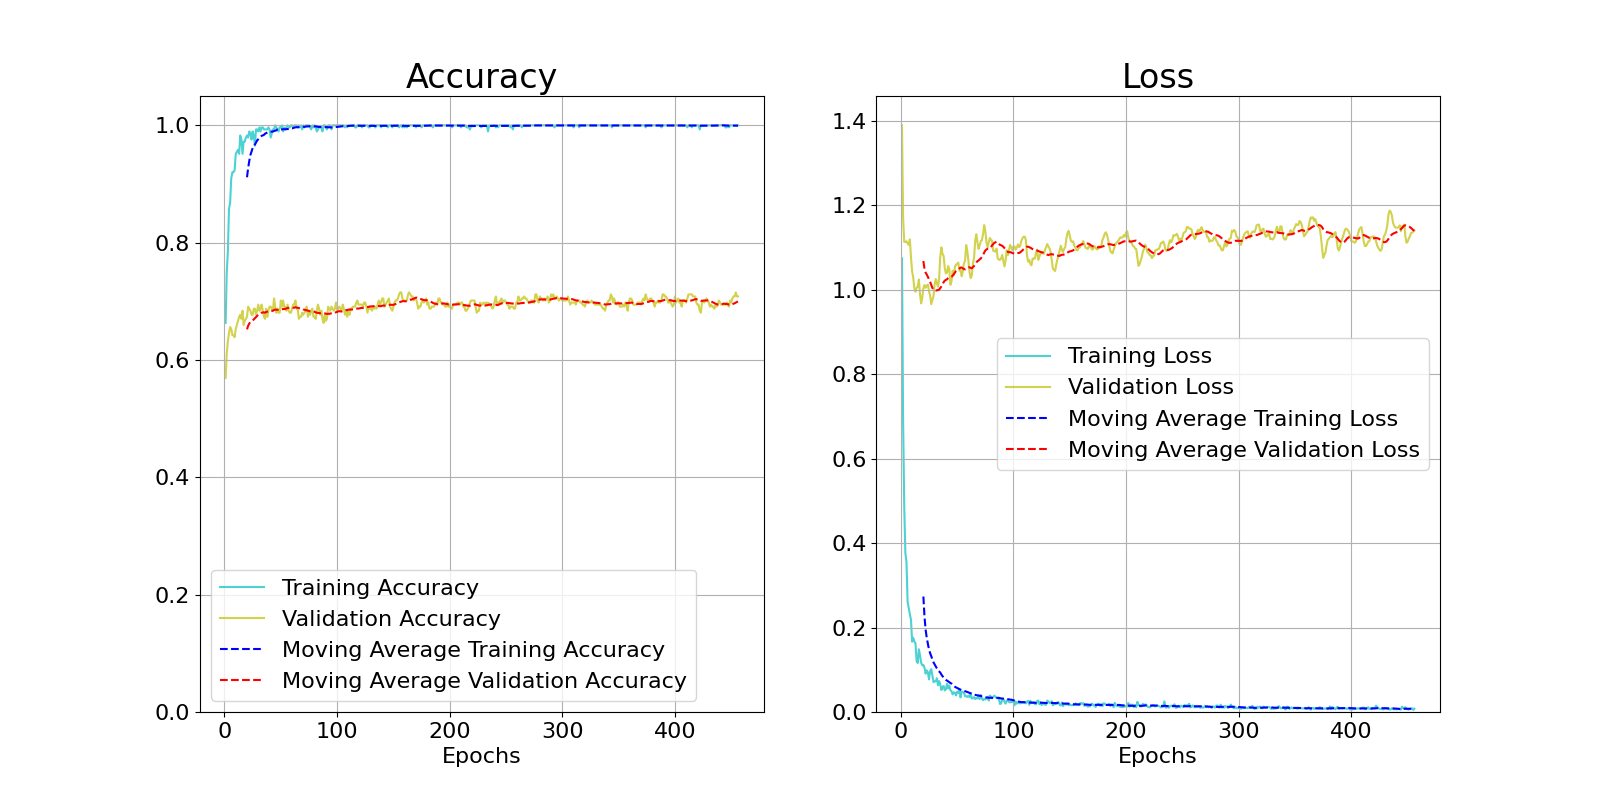 Accuracy
1.0
0.8
0.6
0.4
0.2
0.0
0 100 200 300 400
Epochs
Training Accuracy
Validation Accuracy
Moving Average Training Accuracy
Moving Average Validation Accuracy
Loss
1.4
1.2
1.0
0.8
0.6
0.4
0.2
0.0
0 100 200 300 400
Epochs
Training Loss
Validation Loss
Moving Average Training Loss
Moving Average Validation Loss